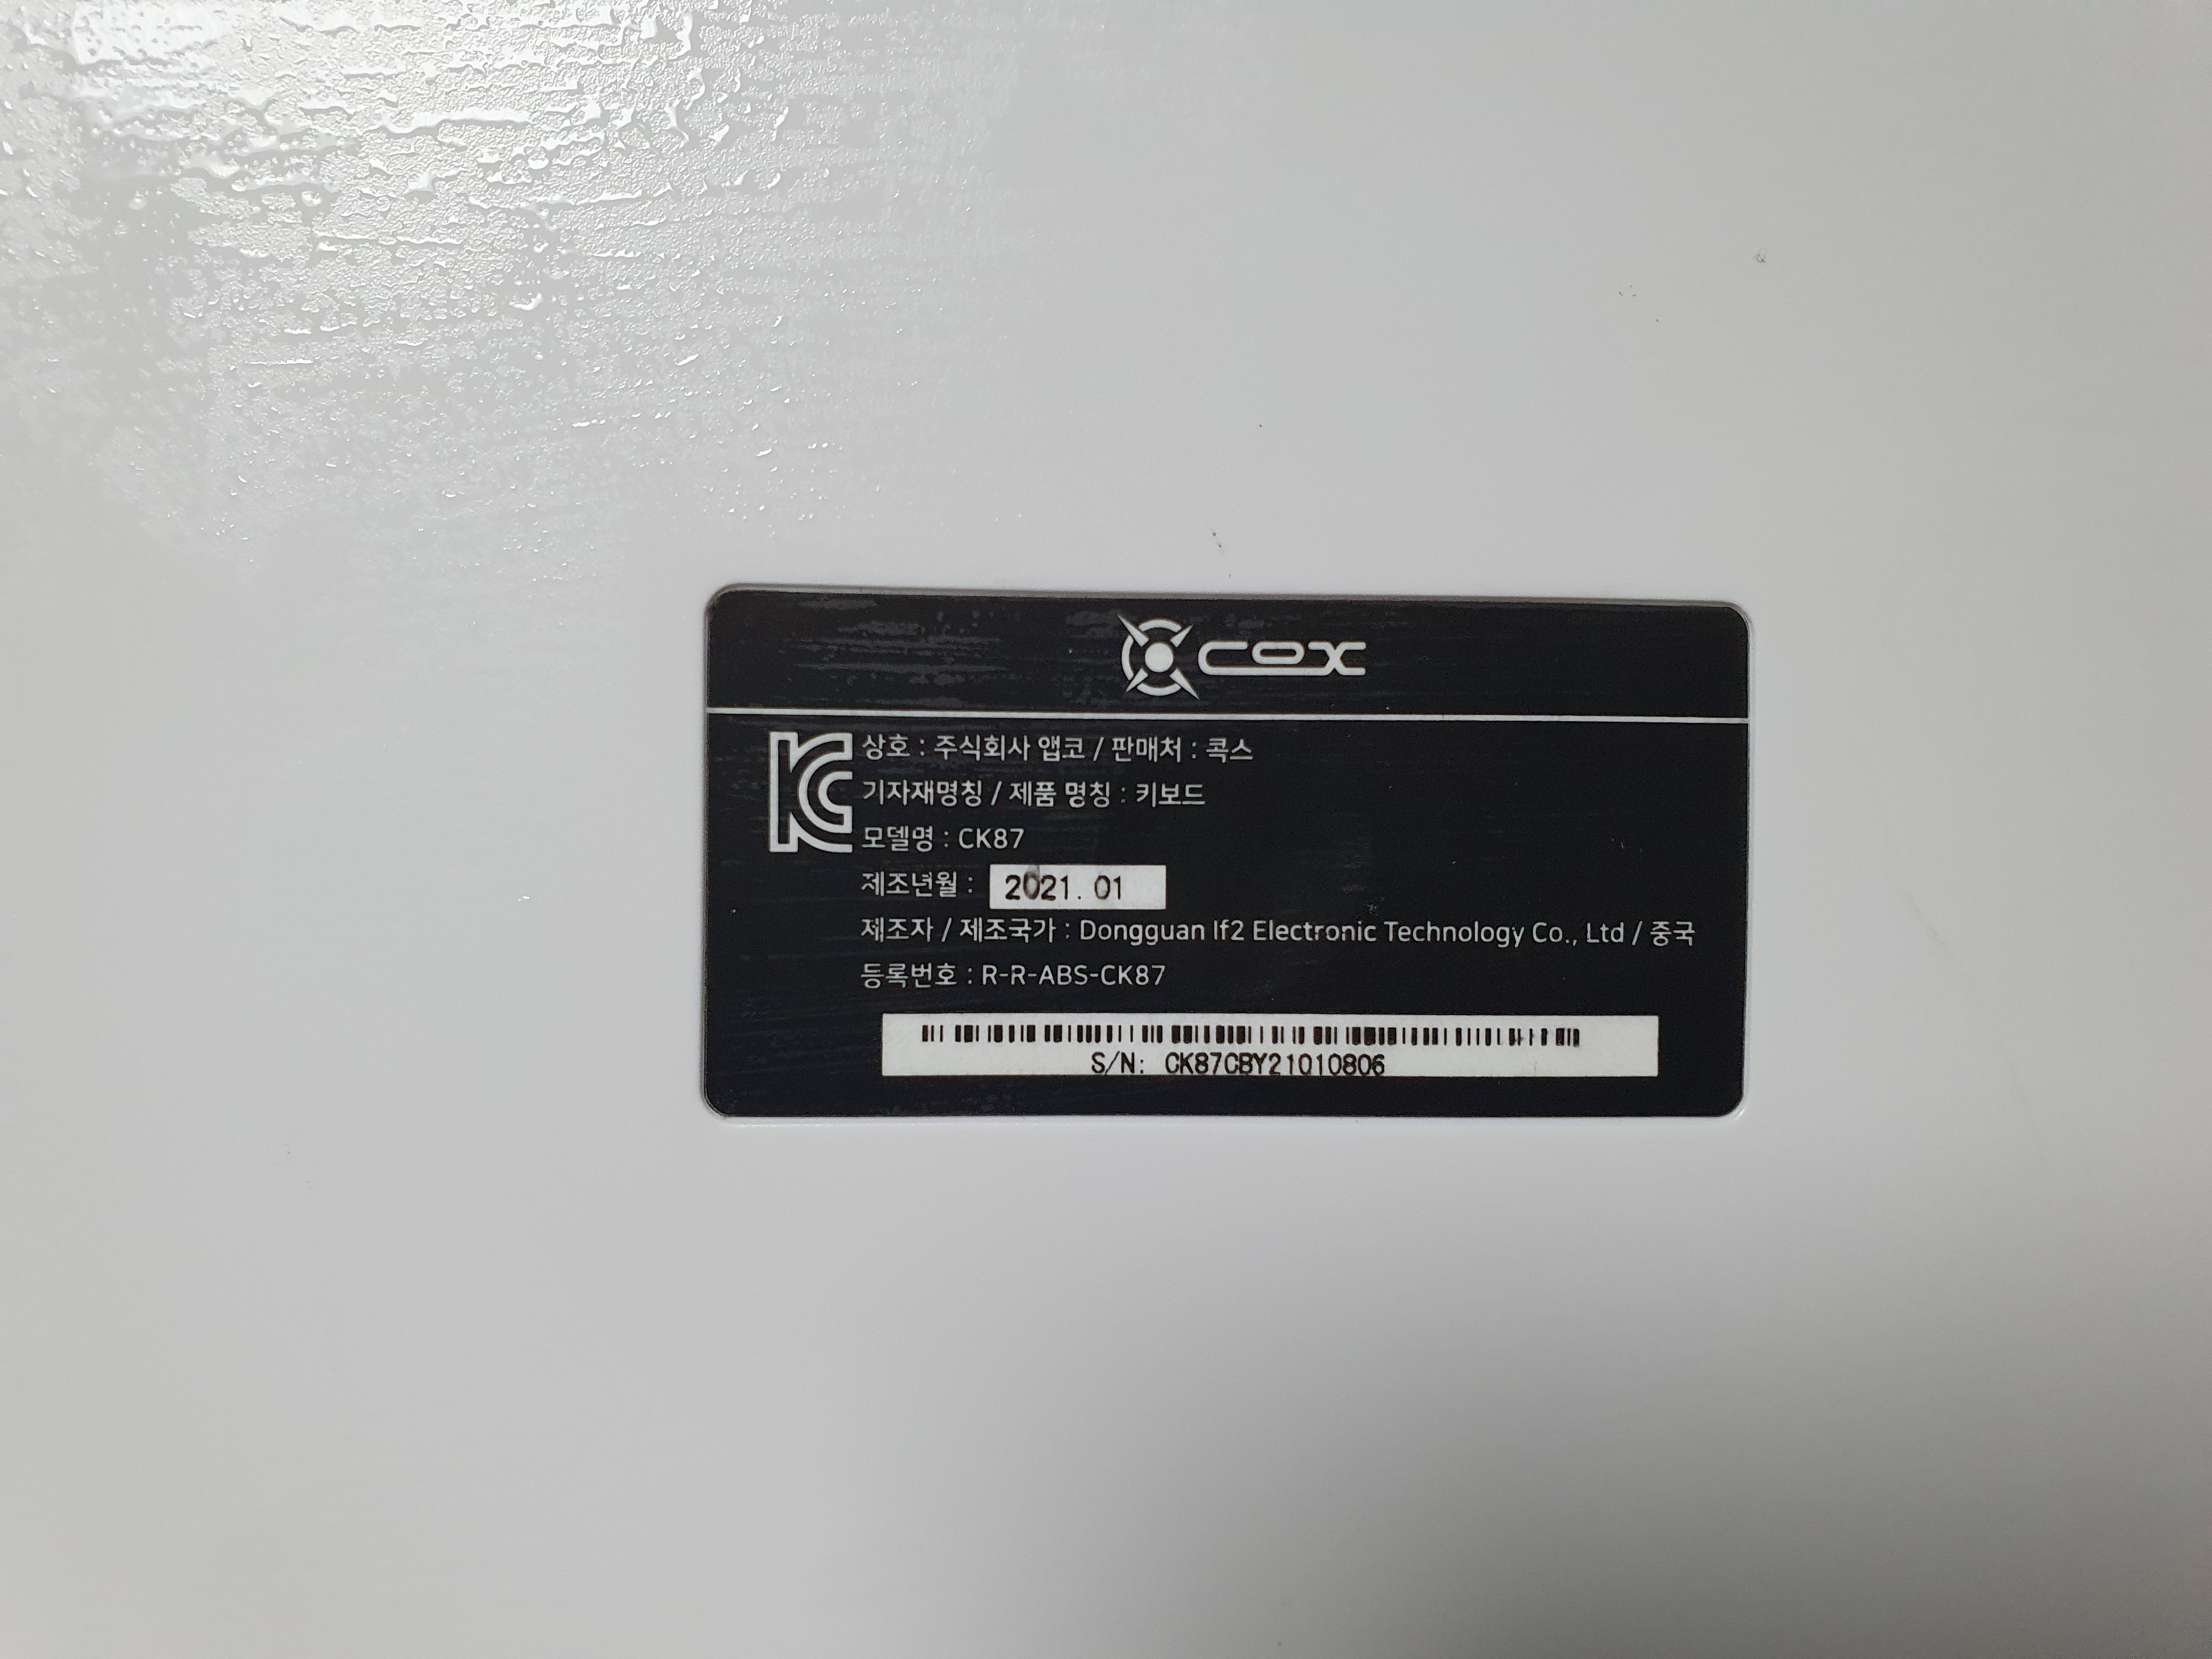 COX
상호 : 주식회사 앱코 / 판매처 : 콕스
기자재명칭 / 제품 명칭 : 키보드
모델명 : CK87
제조년월 : 2021. 01
제조자 / 제조국가 : Dongguan lf2 Electronic Technology Co., Ltd / 중국
등록번호 : R-R-ABS-CK87
S/N: CK87CBY21010806